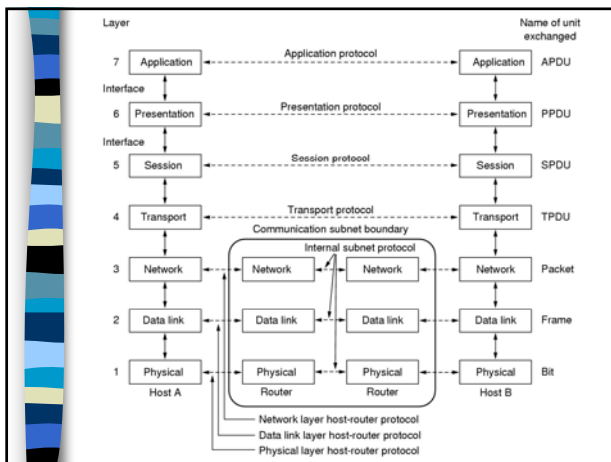 Layer
Name of unit
exchanged
7 Application Application protocol Application APDU
Interface
6 Presentation Presentation protocol Presentation PPDU
Interface
5 Session Session protocol Session SPDU
4 Transport Transport protocol Transport TPDU
Communication subnet boundary
Internal subnet protocol
3 Network Network Network Network Packet
2 Data link Data link Data link Data link Frame
1 Physical Physical Physical Physical Bit
Host A Router Router Host B
Network layer host-router protocol
Data link layer host-router protocol
Physical layer host-router protocol